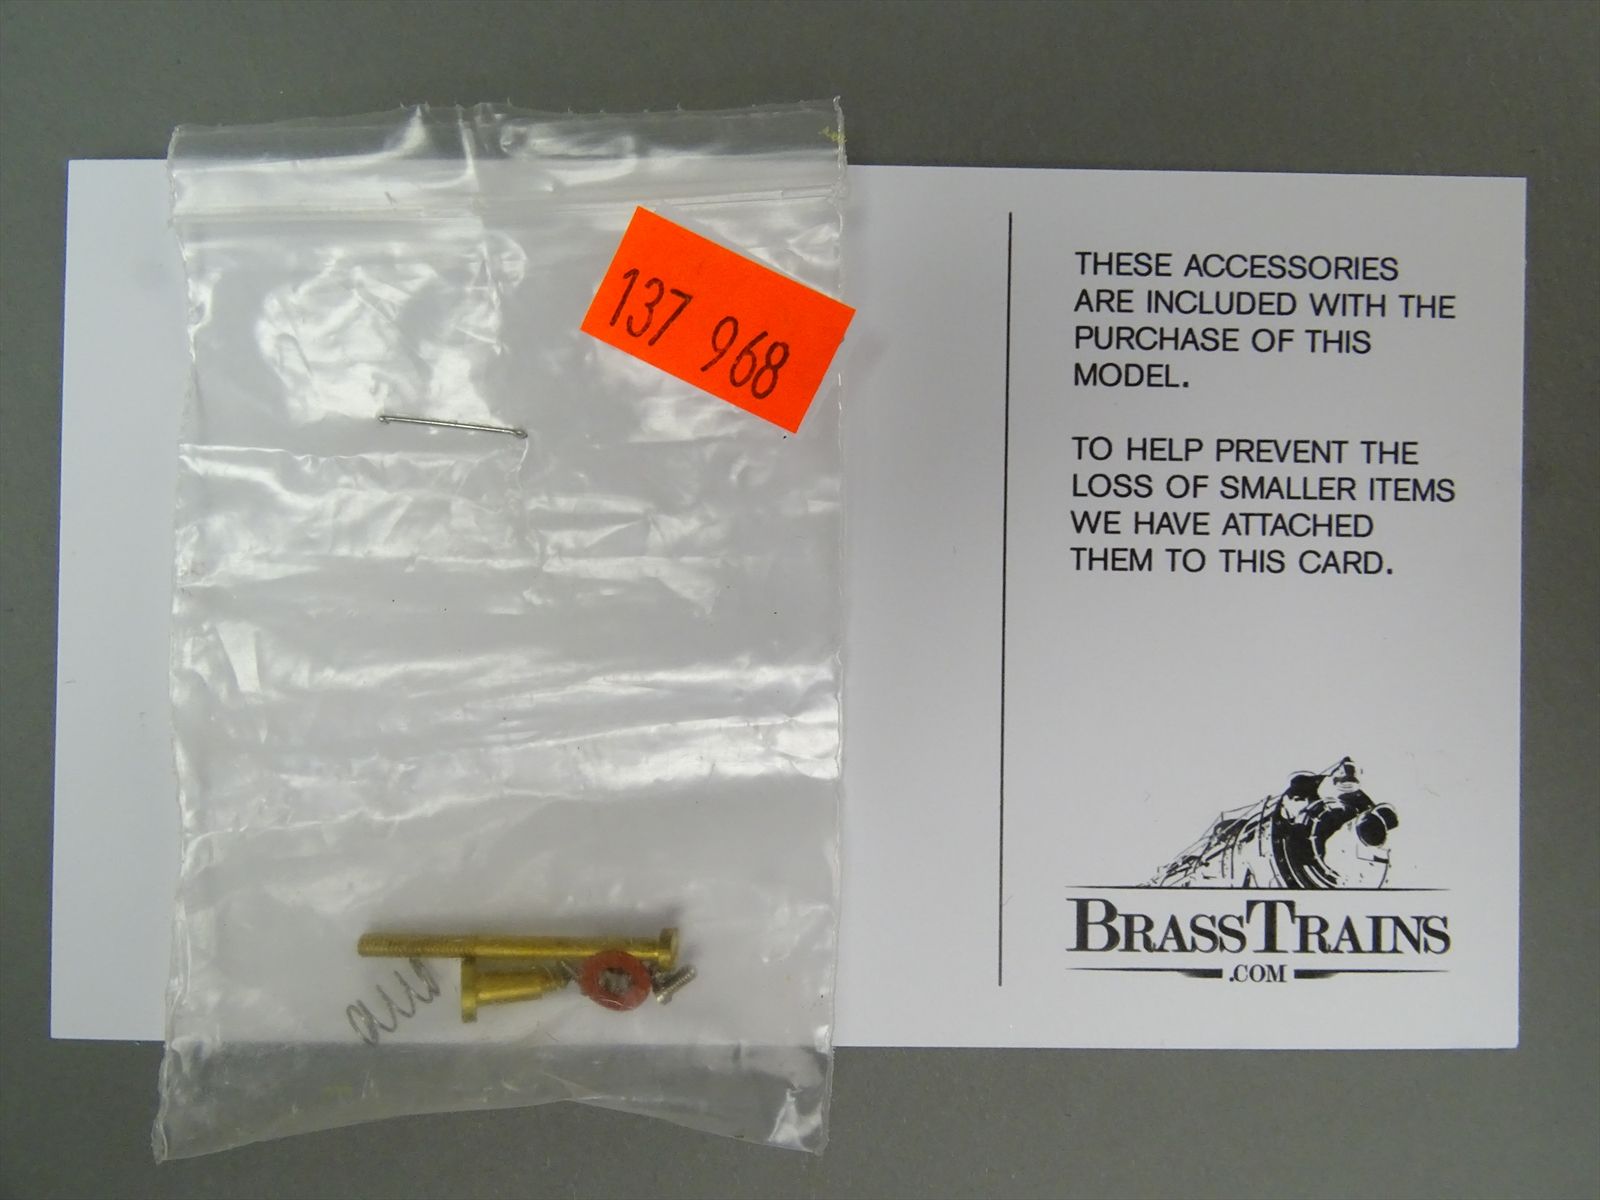 137 968
THESE ACCESSORIES
ARE INCLUDED WITH THE
PURCHASE OF THIS
MODEL.
TO HELP PREVENT THE
LOSS OF SMALLER ITEMS
WE HAVE ATTACHED
THEM TO THIS CARD.
BRASSTRAINS
.COM